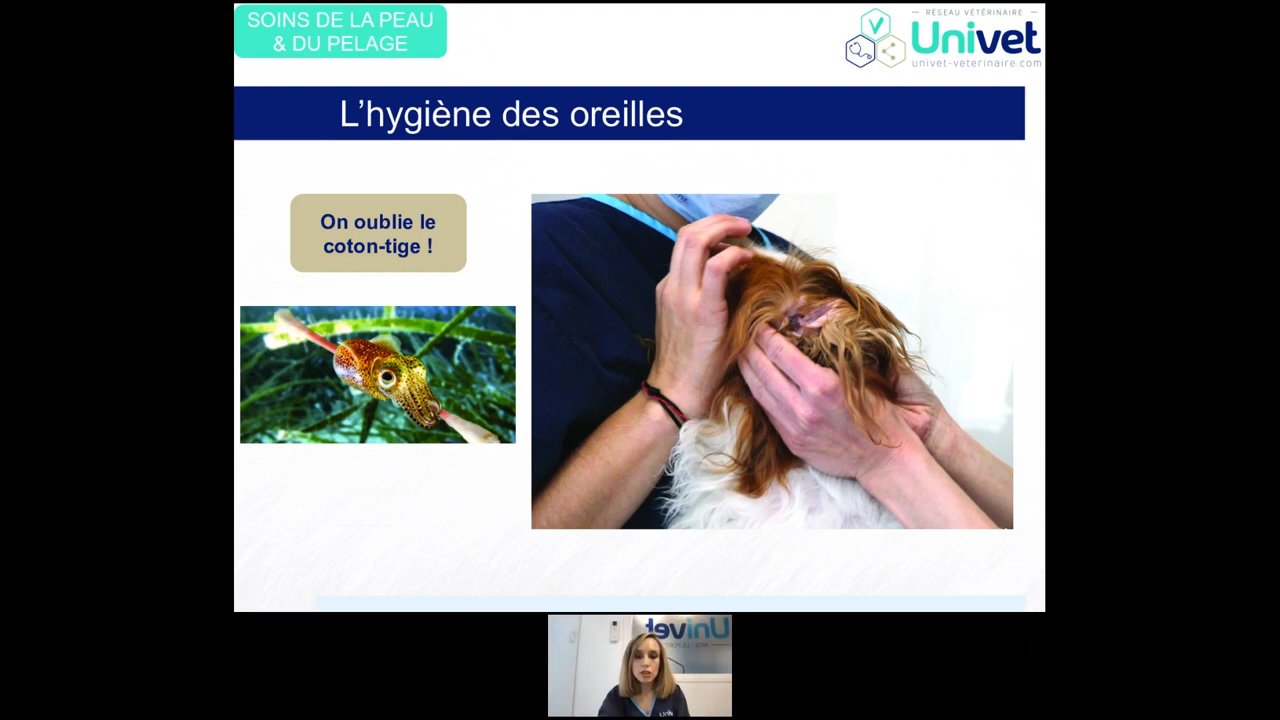 SOINS DE LA PEAU
& DU PELAGE
RÉSEAU VÉTÉRINAIRE
Univet
univet-veterinaire.com
L'hygiène des oreilles
On oublie le
coton-tige !
Univet